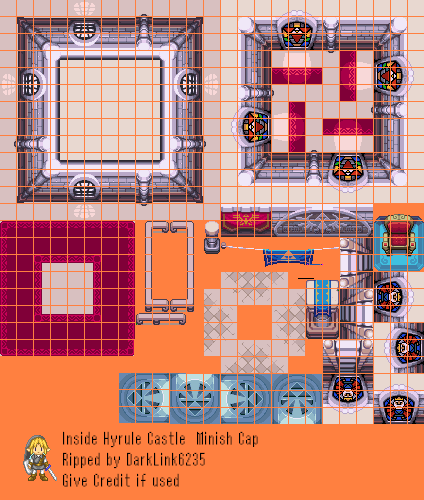 Inside Hyrule Castle Minish Cap
Ripped by DarkLink6235
Give Credit if used